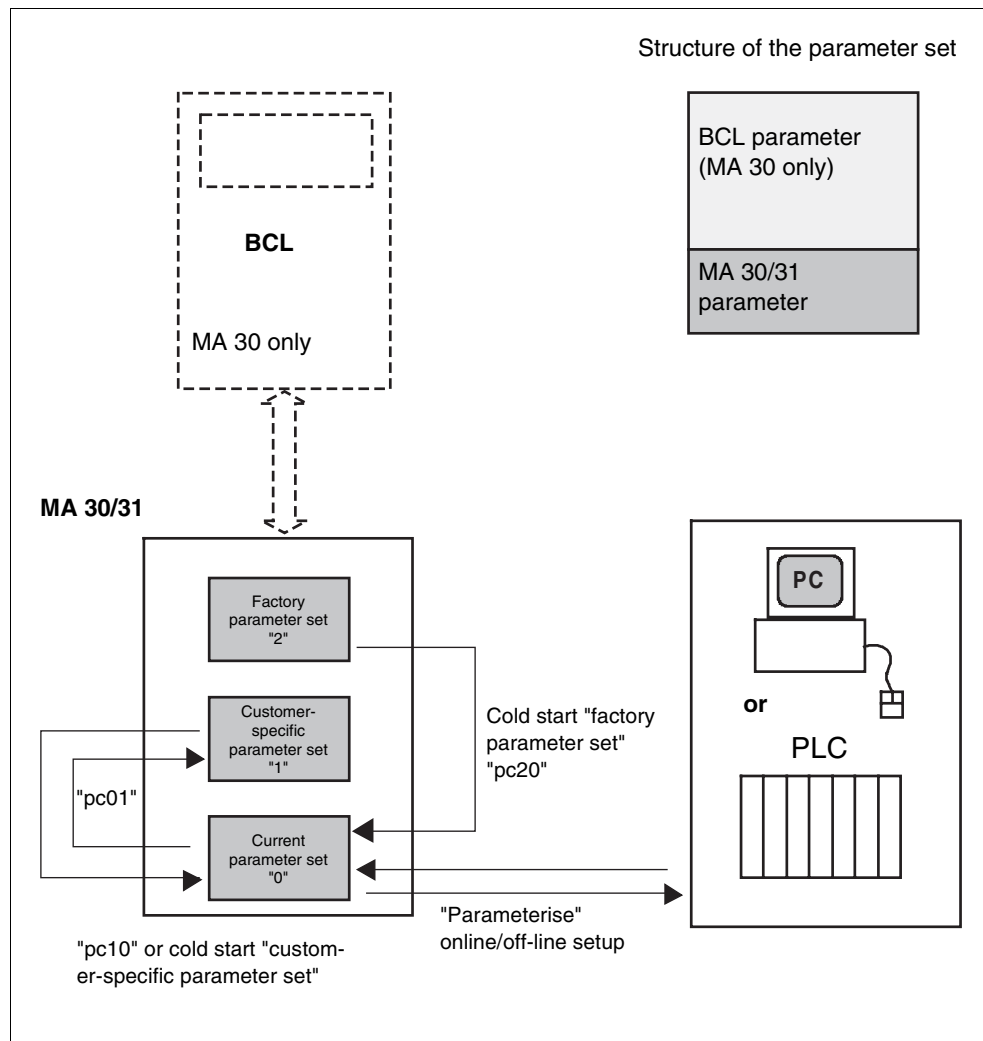 Structure of the parameter set
BCL parameter
(MA 30 only)
MA 30/31
parameter
BCL
MA 30 only
MA 30/31
Factory
parameter set
"2"
Customer-
specific
parameter set
"1"
Current
parameter set
"0"
"pc01"
Cold start "factory
parameter set"
"pc20"
PC
or
PLC
"Parameterise"
online/off-line setup
"pc10" or cold start "custom-
er-specific parameter set"